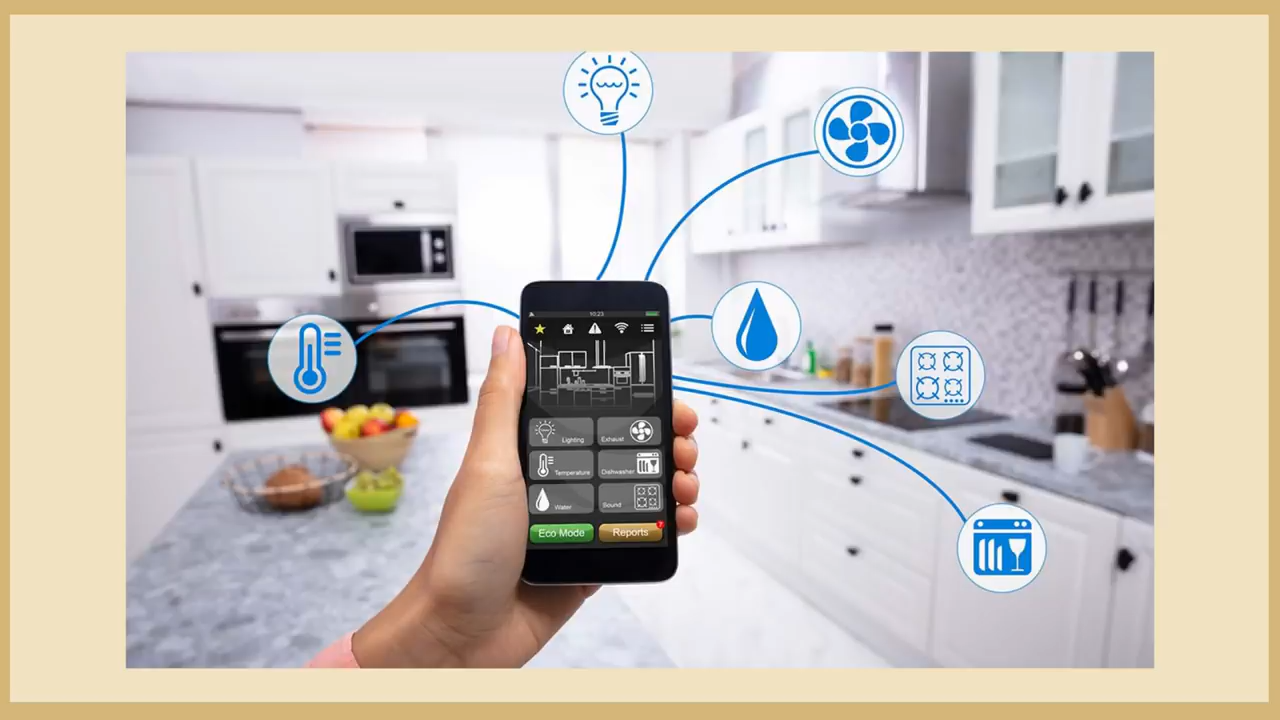 10:23
Lighting
Exhaust
Temperature
Dishwasher
Water
Sound
Eco Mode
Reports